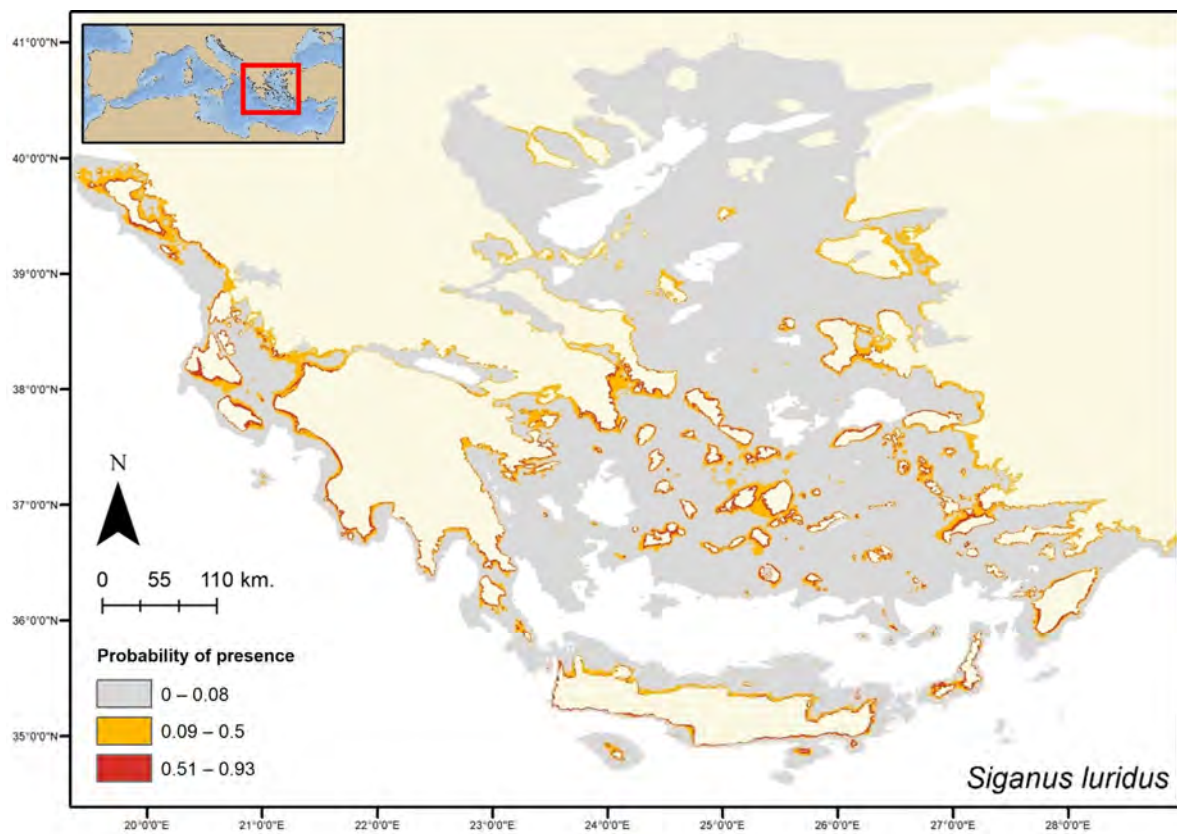 41°0'0"N
40°0'0"N
39°0'0"N
38°0'0"N
37°0'0"N
36°0'0"N
35°0'0"N
N
0 55 110 km.
Probability of presence
0 – 0.08
0.09 – 0.5
0.51 – 0.93
Siganus luridus
20°0'0"E 21°0'0"E 22°0'0"E 23°0'0"E 24°0'0"E 25°0'0"E 26°0'0"E 27°0'0"E 28°0'0"E